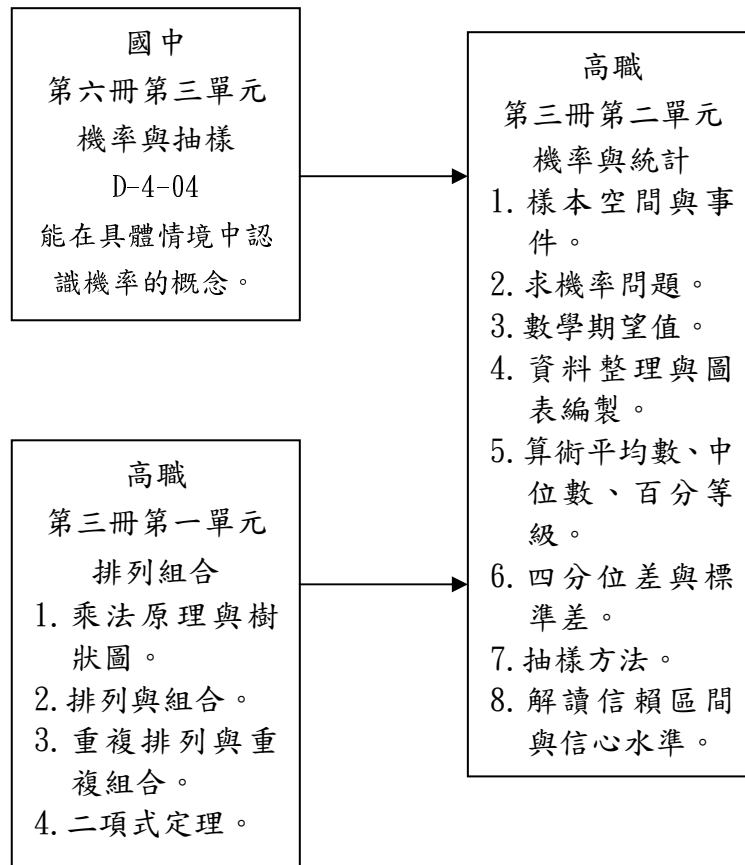 國中
第六冊第三單元
機率與抽樣
D-4-04
能在具體情境中認
識機率的概念。
高職
第三冊第一單元
排列組合
1. 乘法原理與樹
狀圖。
2. 排列與組合。
3. 重複排列與重
複組合。
4. 二項式定理。
高職
第三冊第二單元
機率與統計
1. 樣本空間與事
件。
2. 求機率問題。
3. 數學期望值。
4. 資料整理與圖
表編製。
5. 算術平均數、中
位數、百分等
級。
6. 四分位差與標
準差。
7. 抽樣方法。
8. 解讀信賴區間
與信心水準。